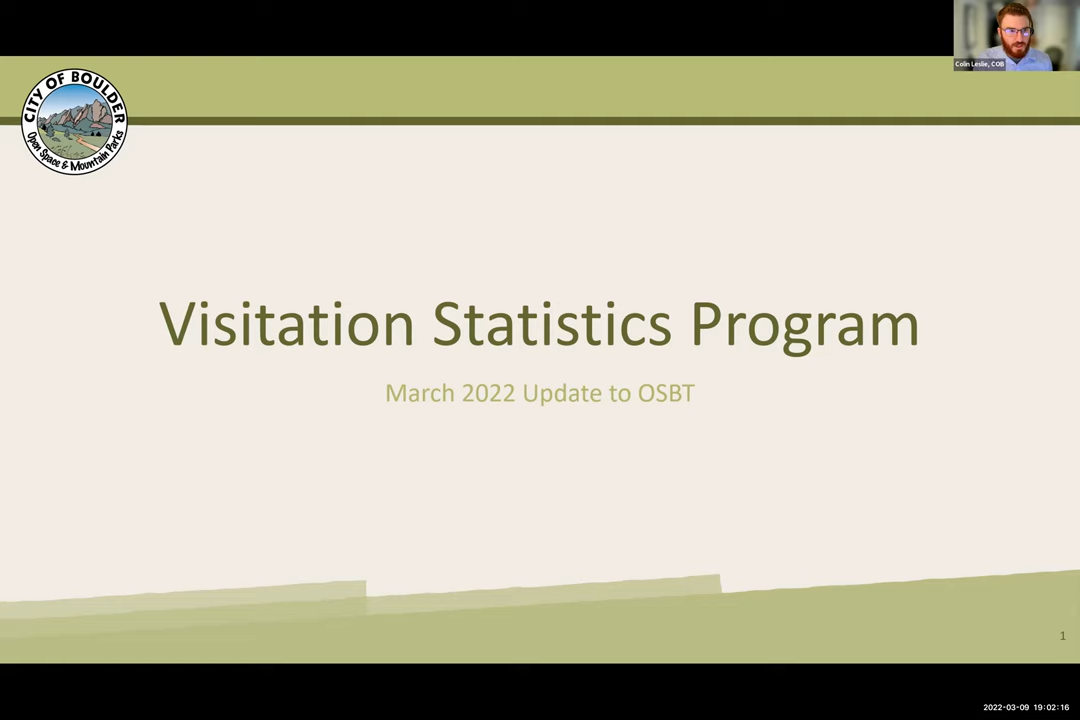 Colin Leslie, COB
CITY OF BOULDER
Open Space & Mountain Parks
Visitation Statistics Program
March 2022 Update to OSBT
1
2022-03-09 19:02:16